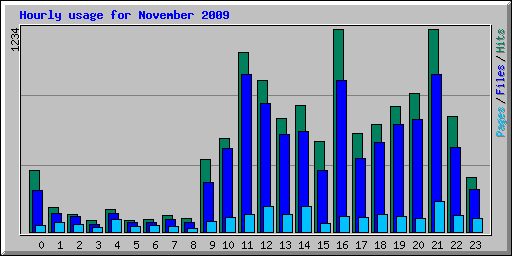 Hourly usage for November 2009
1234
Pages / Files / Hits
0 1 2 3 4 5 6 7 8 9 10 11 12 13 14 15 16 17 18 19 20 21 22 23